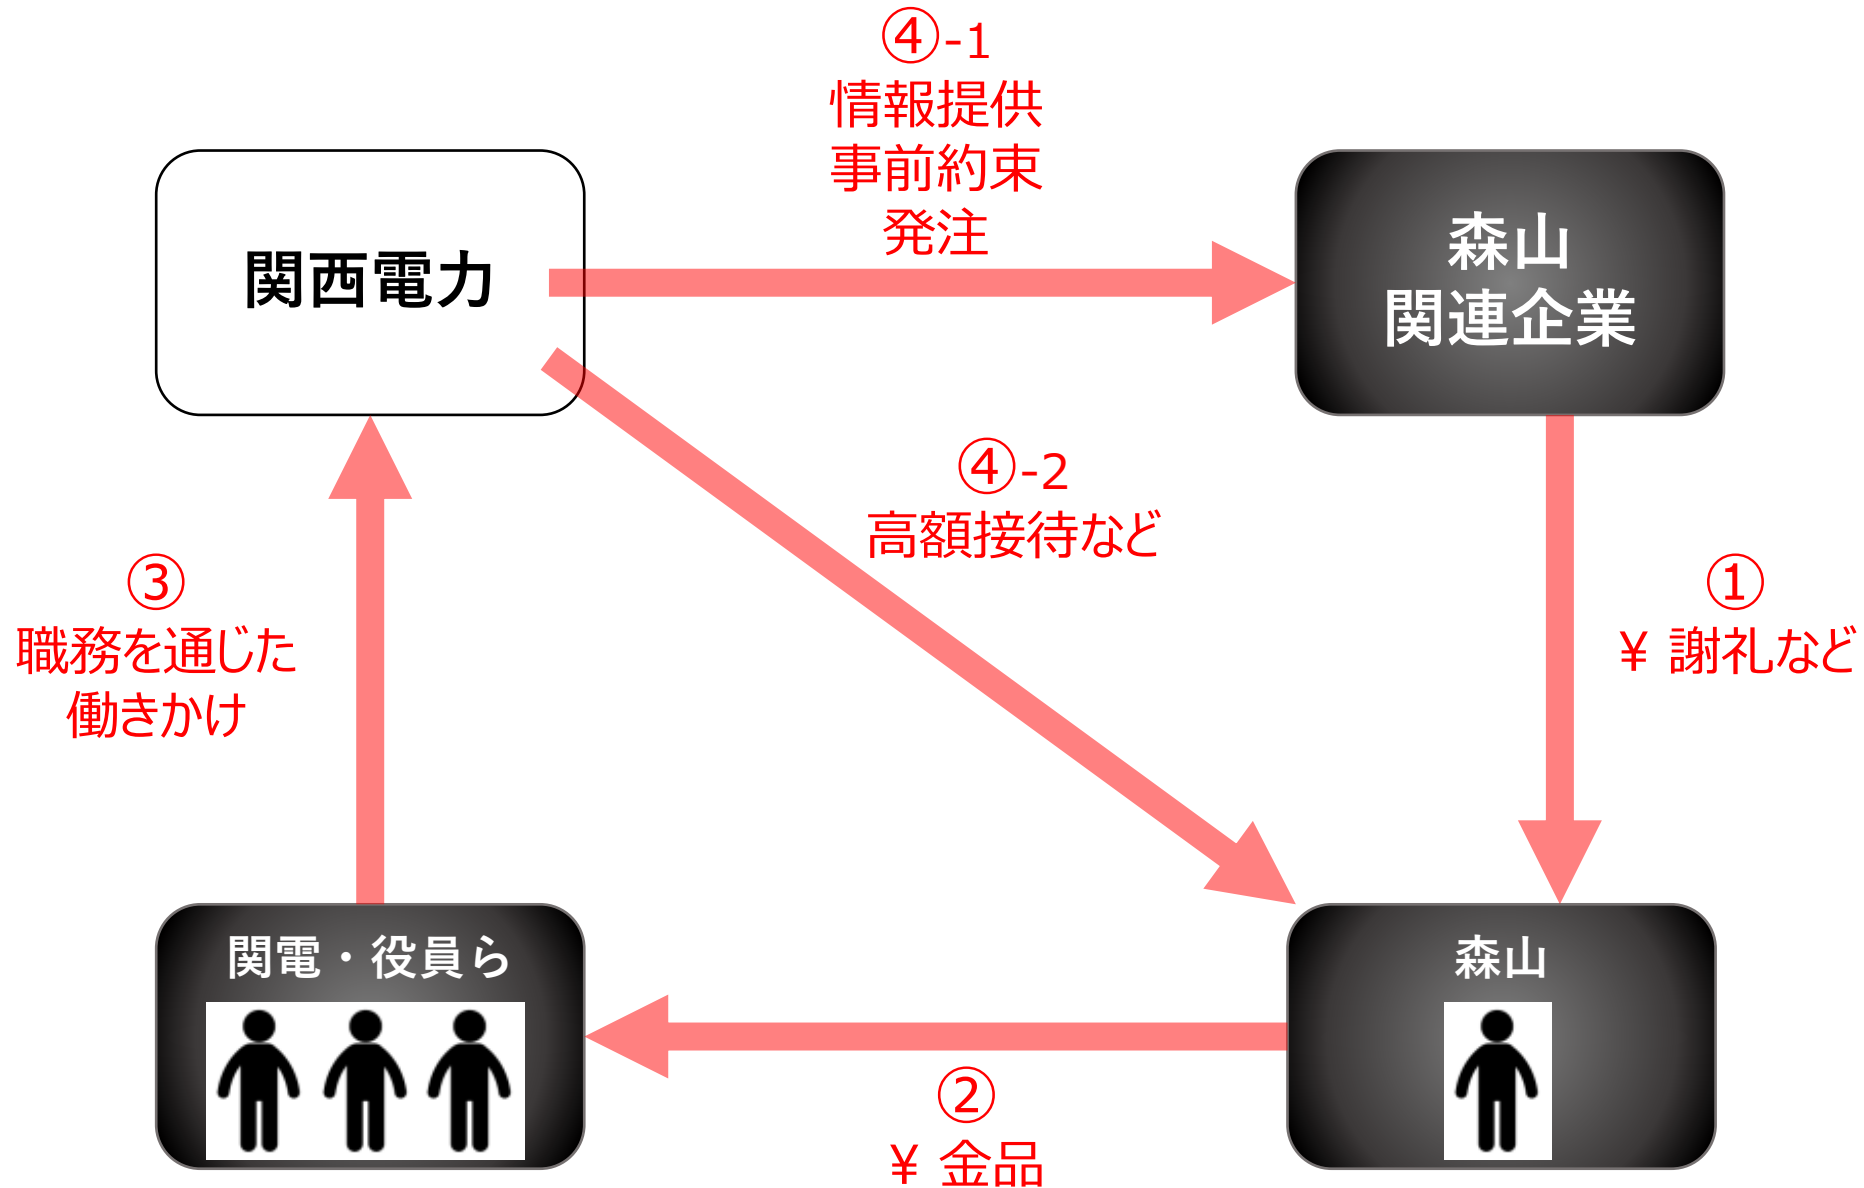 ④-1
情報提供
事前約束
発注
関西電力
森山
関連企業
④-2
高額接待など
③
職務を通じた
働きかけ
①
¥ 謝礼など
関電・役員ら
森山
②
¥ 金品